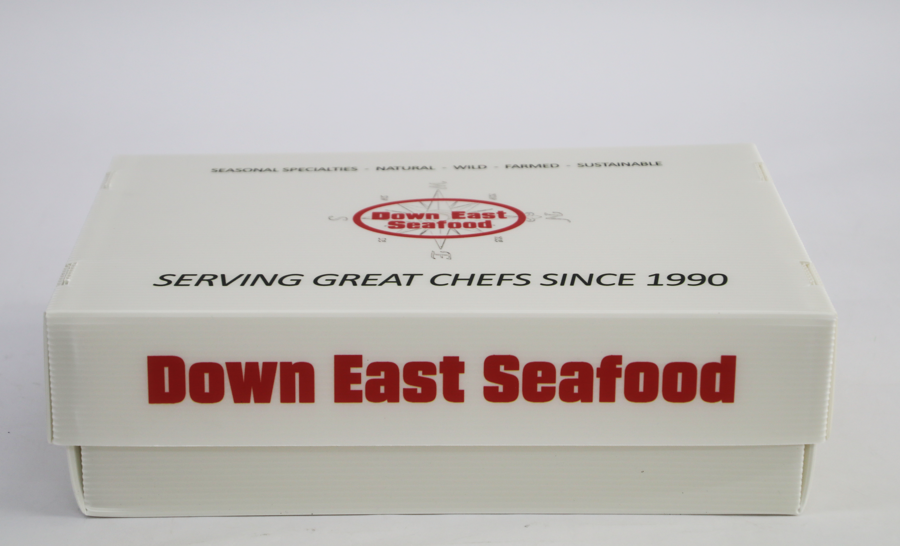 SEASONAL SPECIALTIES - NATURAL - WILD - FARMED - SUSTAINABLE
Down East
Seafood
SERVING GREAT CHEFS SINCE 1990
Down East Seafood